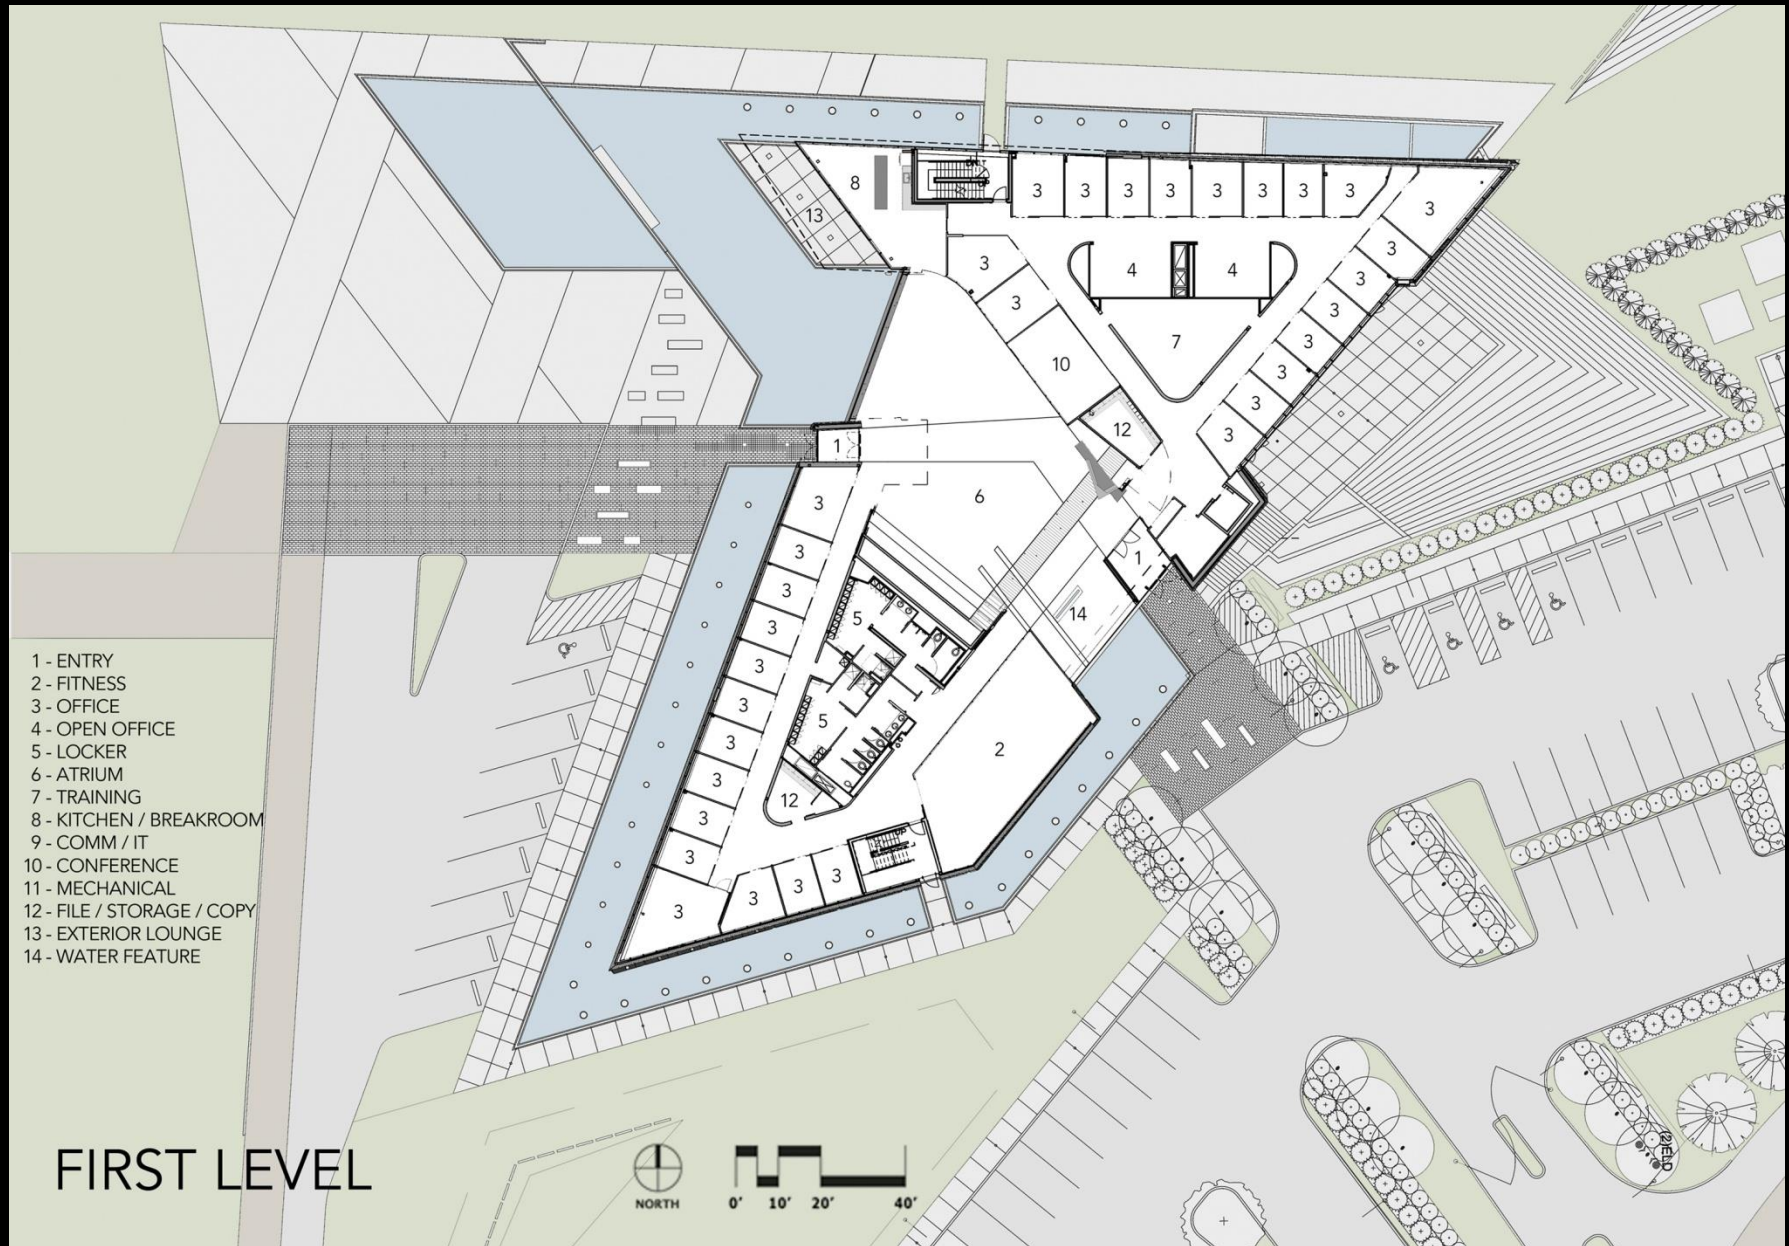 8
13
3 3 3 3 3 3 3 3
3
3
3
3
3
3
3
3
3
3
4 4
7
10
12
1
6
1
14
3
3
3
3
3
3
3
3
3
3
3
3 3 3
5
5
12
2
UP
1 - ENTRY
2 - FITNESS
3 - OFFICE
4 - OPEN OFFICE
5 - LOCKER
6 - ATRIUM
7 - TRAINING
8 - KITCHEN / BREAKROOM
9 - COMM / IT
10 - CONFERENCE
11 - MECHANICAL
12 - FILE / STORAGE / COPY
13 - EXTERIOR LOUNGE
14 - WATER FEATURE
FIRST LEVEL
NORTH
0' 10' 20' 40'